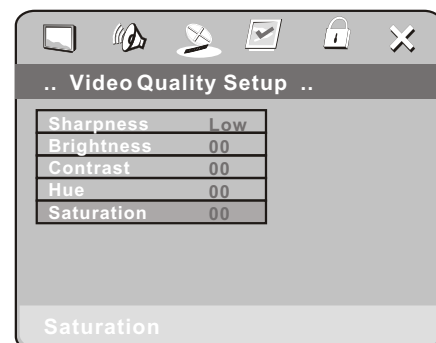 .. Video Quality Setup ..
Sharpness Low
Brightness 00
Contrast 00
Hue 00
Saturation 00
Saturation